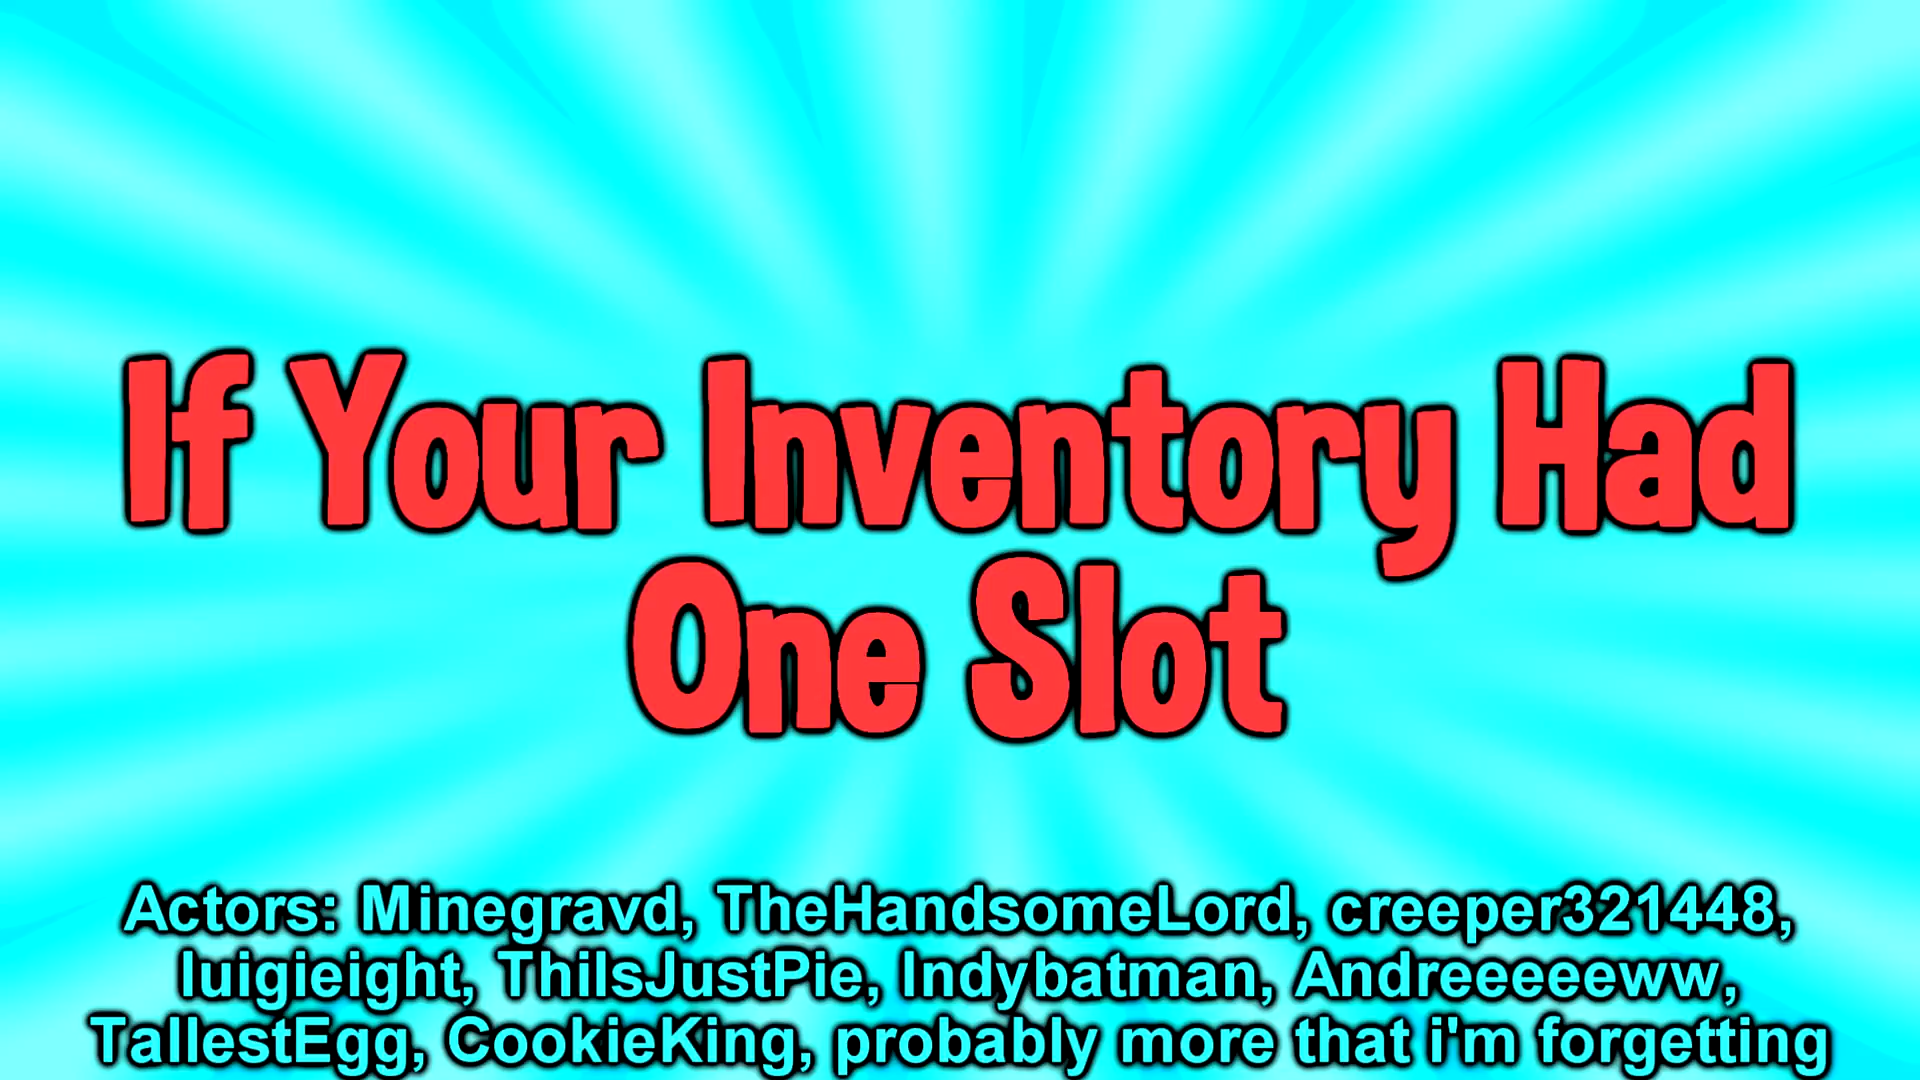 If Your Inventory Had
One Slot
Actors: Minegravd, TheHandsomeLord, creeper321448,
luigieight, ThiIsJustPie, Indybatman, Andreeeeeww,
TallestEgg, CookieKing, probably more that i'm forgetting